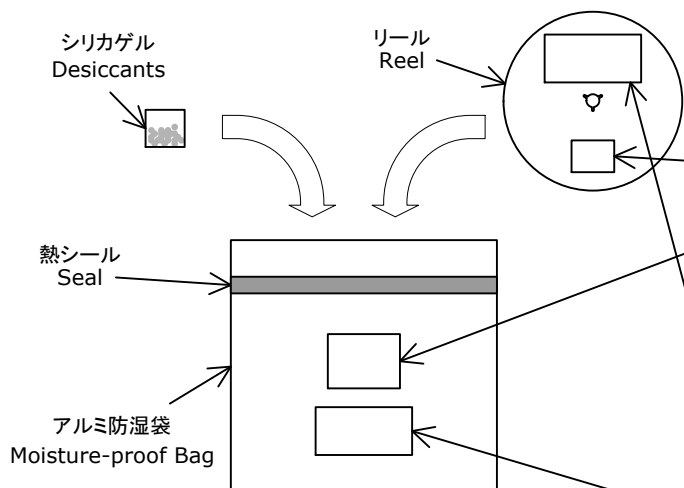 シリカゲル
Desiccants
リール
Reel
熱シール
Seal
アルミ防湿袋
Moisture-proof Bag